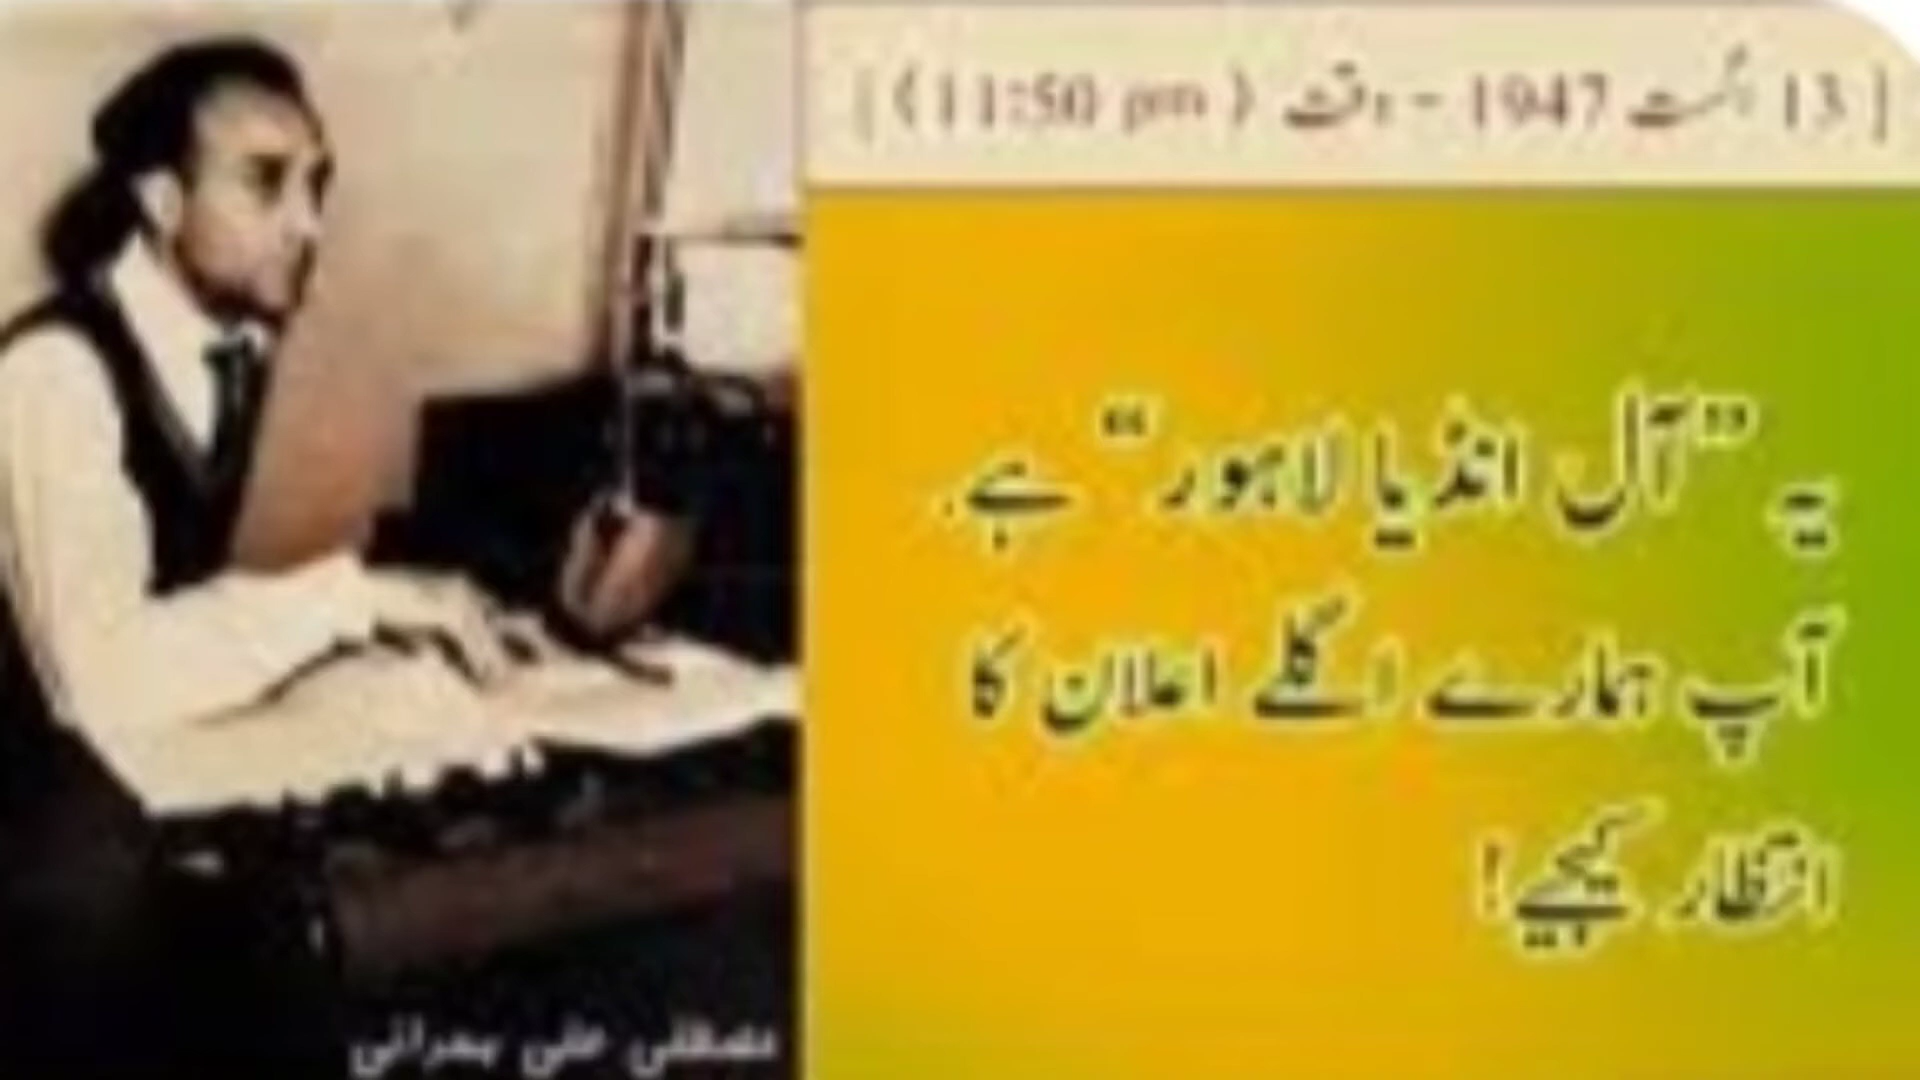 [ 13 اگست 1947 - وقت ( 11:50 pm ) ]
یہ ”آل انڈیا لاہور“ ہے.
آپ ہمارے اگلے اعلان کا
انتظار کیجیے!
مصطفی علی ہمدانی